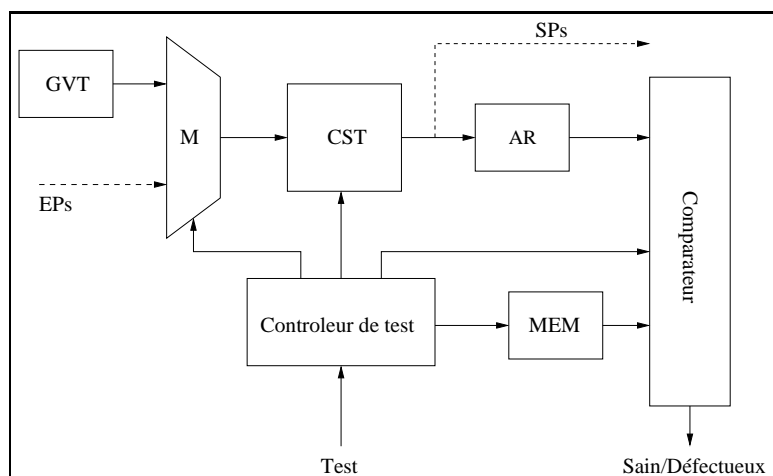 SPs
GVT
M
CST
AR
EPs
Comparateur
Controleur de test
MEM
Test
Sain/Défectueux